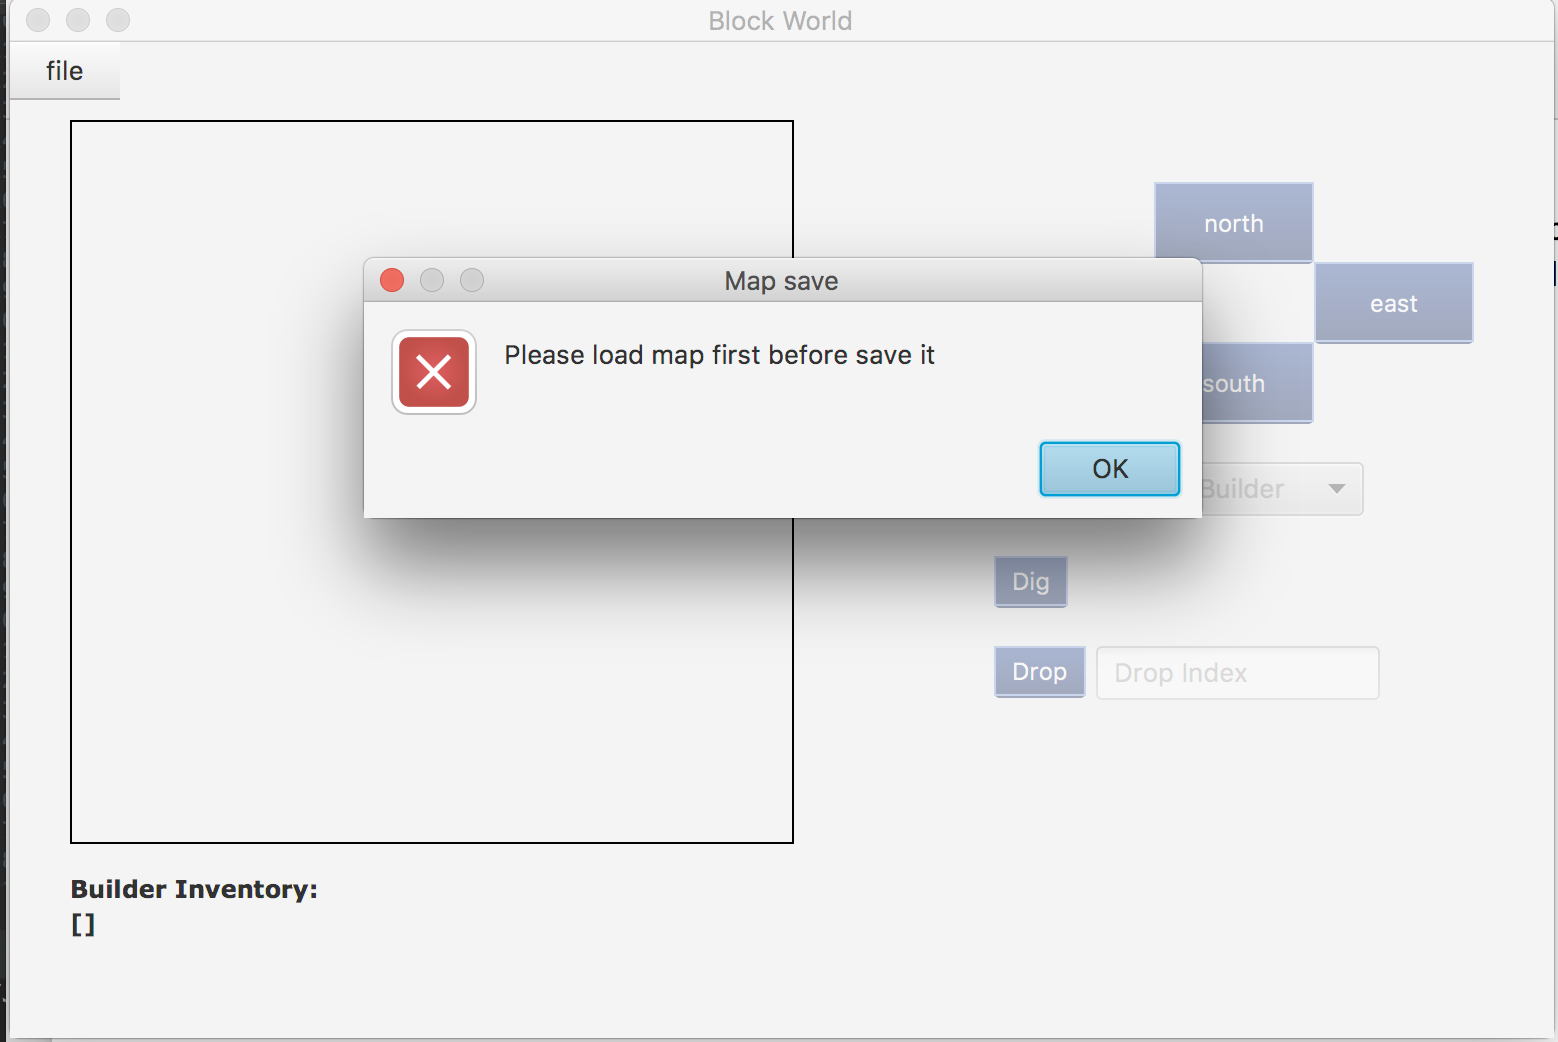 Block World
file
north
Map save
east
Please load map first before save it
south
OK
Builder
Dig
Drop
Drop Index
Builder Inventory:
[]